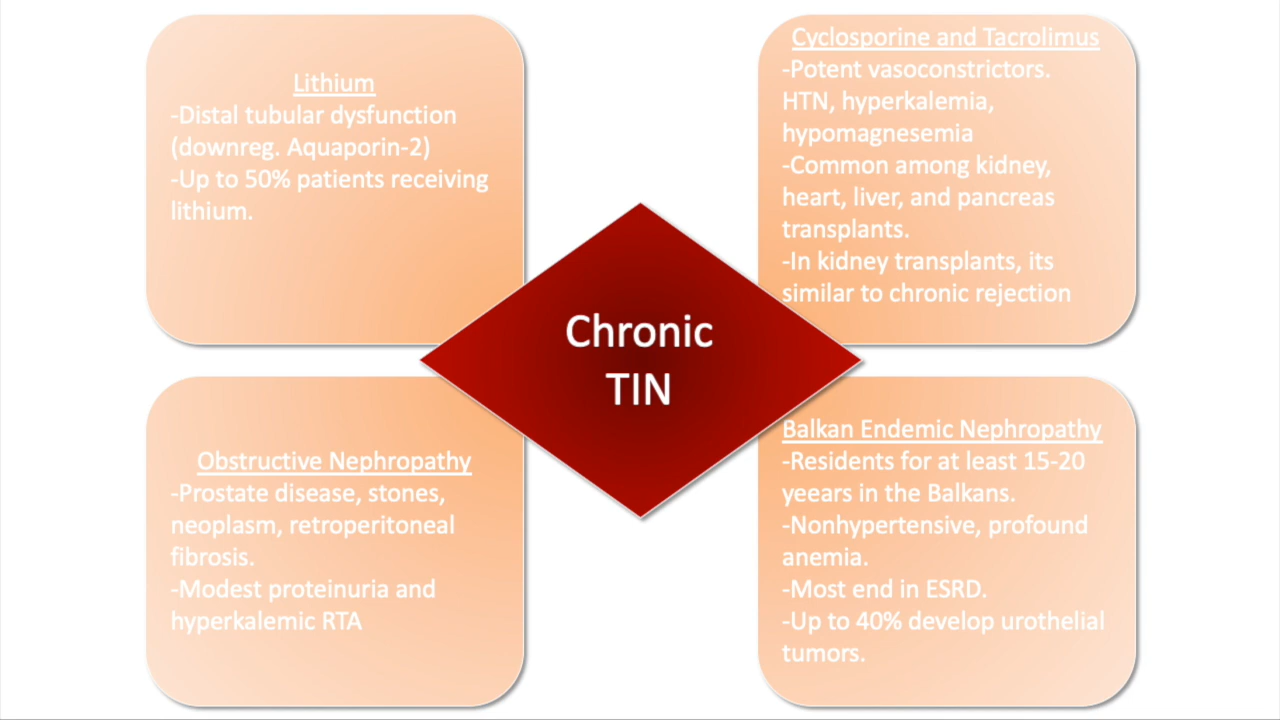 Lithium
-Distal tubular dysfunction
(downreg. Aquaporin-2)
-Up to 50% patients receiving
lithium.
Cyclosporine and Tacrolimus
-Potent vasoconstrictors.
HTN, hyperkalemia,
hypomagnesemia
-Common among kidney,
heart, liver, and pancreas
transplants.
-In kidney transplants, its
similar to chronic rejection
Chronic
TIN
Obstructive Nephropathy
-Prostate disease, stones,
neoplasm, retroperitoneal
fibrosis.
-Modest proteinuria and
hyperkalemic RTA
Balkan Endemic Nephropathy
-Residents for at least 15-20
yeears in the Balkans.
-Nonhypertensive, profound
anemia.
-Most end in ESRD.
-Up to 40% develop urothelial
tumors.